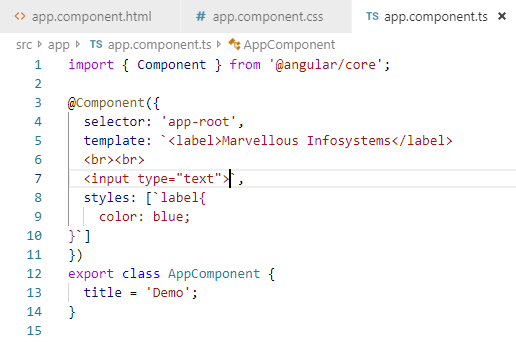 <> app.component.html # app.component.css TS app.component.ts ×
src > app > TS app.component.ts > AppComponent
1 import { Component } from '@angular/core';
2
3 @Component({
4 selector: 'app-root',
5 template: `<label>Marvellous Infosystems</label>
6 <br><br>
7 <input type="text">`,
8 styles: [`label{
9 color: blue;
10 }`]
11 })
12 export class AppComponent {
13 title = 'Demo';
14 }
15